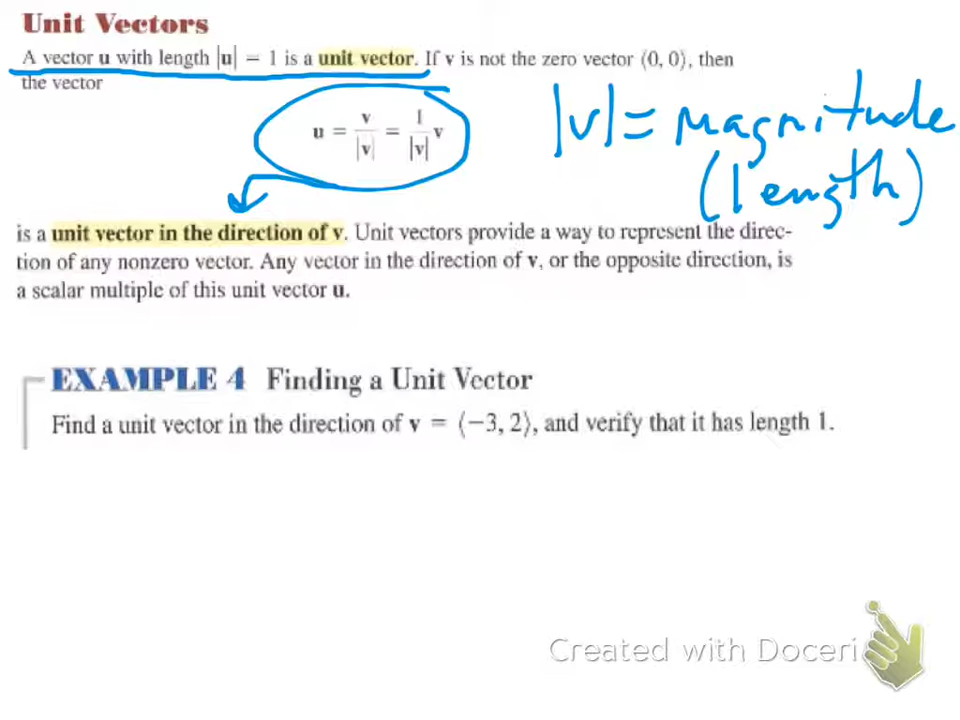 Unit Vectors
A vector u with length |u| = 1 is a unit vector. If v is not the zero vector ⟨0, 0⟩, then
the vector
u = v/|v| = 1/|v| v
|v| = magnitude
(length)
is a unit vector in the direction of v. Unit vectors provide a way to represent the direc-
tion of any nonzero vector. Any vector in the direction of v, or the opposite direction, is
a scalar multiple of this unit vector u.
EXAMPLE 4 Finding a Unit Vector
Find a unit vector in the direction of v = ⟨−3, 2⟩, and verify that it has length 1.
Created with Doceri